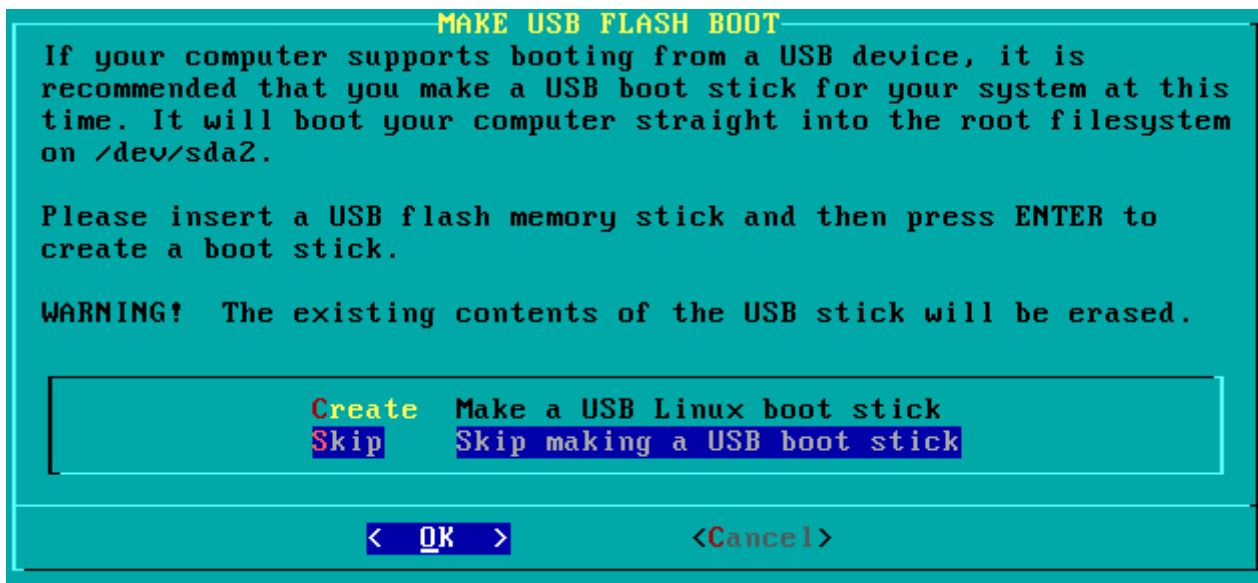 MAKE USB FLASH BOOT
If your computer supports booting from a USB device, it is
recommended that you make a USB boot stick for your system at this
time. It will boot your computer straight into the root filesystem
on /dev/sda2.
Please insert a USB flash memory stick and then press ENTER to
create a boot stick.
WARNING!  The existing contents of the USB stick will be erased.
Create  Make a USB Linux boot stick
Skip    Skip making a USB boot stick
<  OK  >          <Cancel>